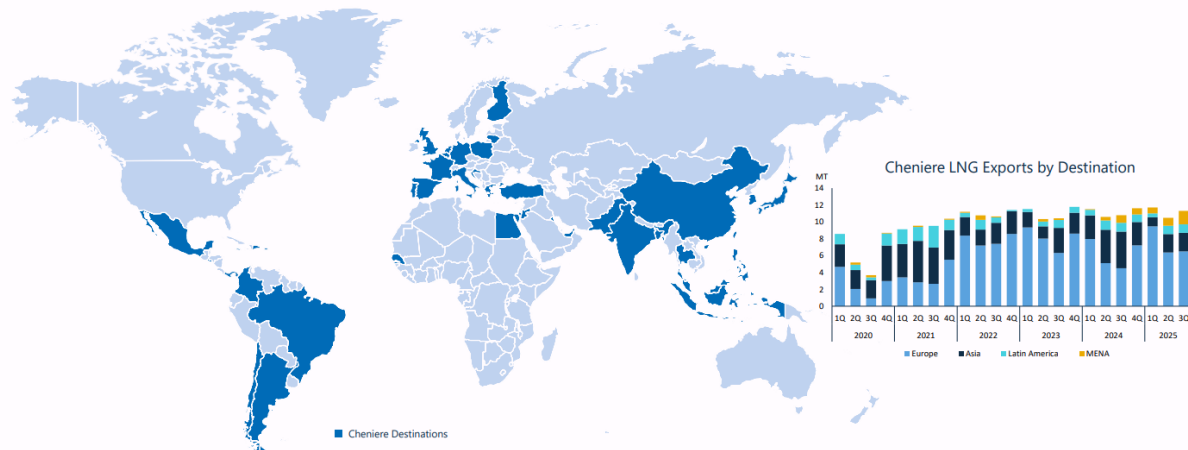 Cheniere LNG Exports by Destination
MT
14
12
10
8
6
4
2
0
1Q 2Q 3Q 4Q 1Q 2Q 3Q 4Q 1Q 2Q 3Q 4Q 1Q 2Q 3Q 4Q 1Q 2Q 3Q 4Q 1Q 2Q 3Q
2020 2021 2022 2023 2024 2025
Europe Asia Latin America MENA
Cheniere Destinations